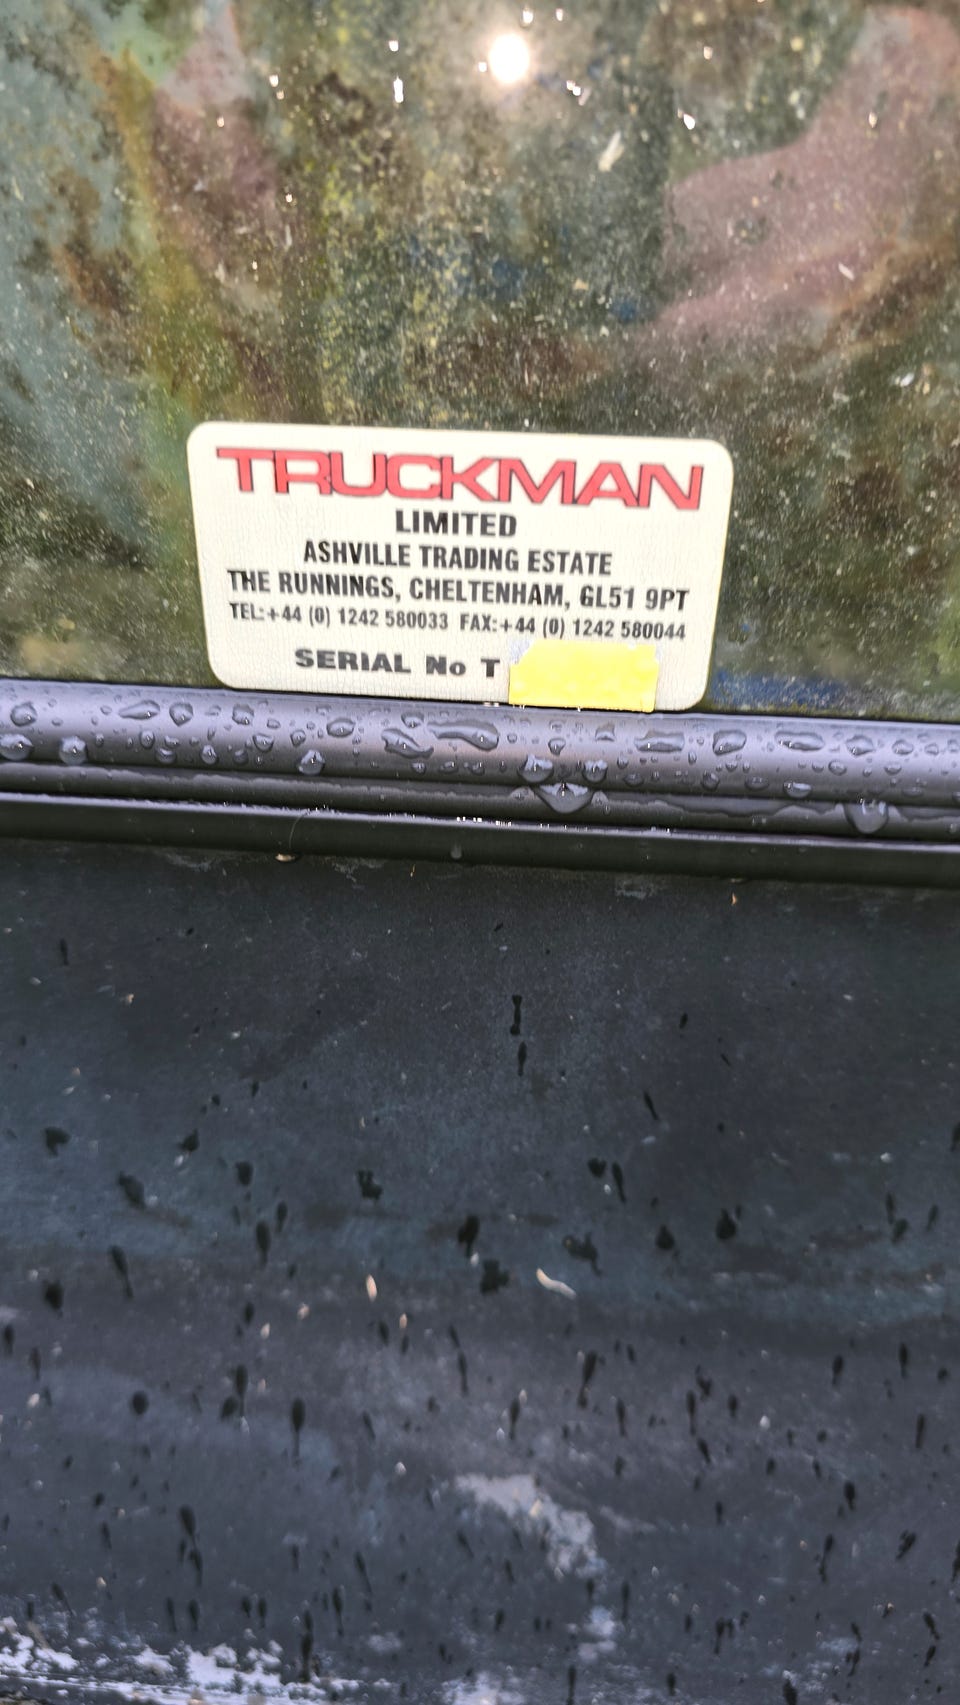 TRUCKMAN
LIMITED
ASHVILLE TRADING ESTATE
THE RUNNINGS, CHELTENHAM, GL51 9PT
TEL:+44 (0) 1242 580033 FAX:+44 (0) 1242 580044
SERIAL No T